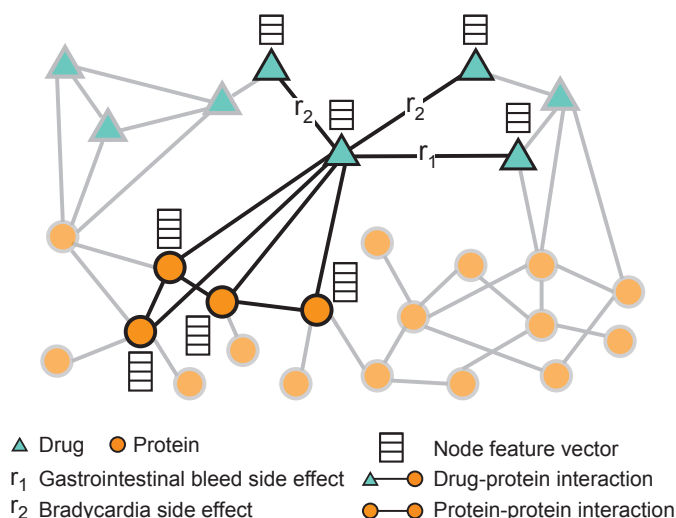 r2
r2
r1
Drug
Protein
Node feature vector
r1 Gastrointestinal bleed side effect
Drug-protein interaction
r2 Bradycardia side effect
Protein-protein interaction